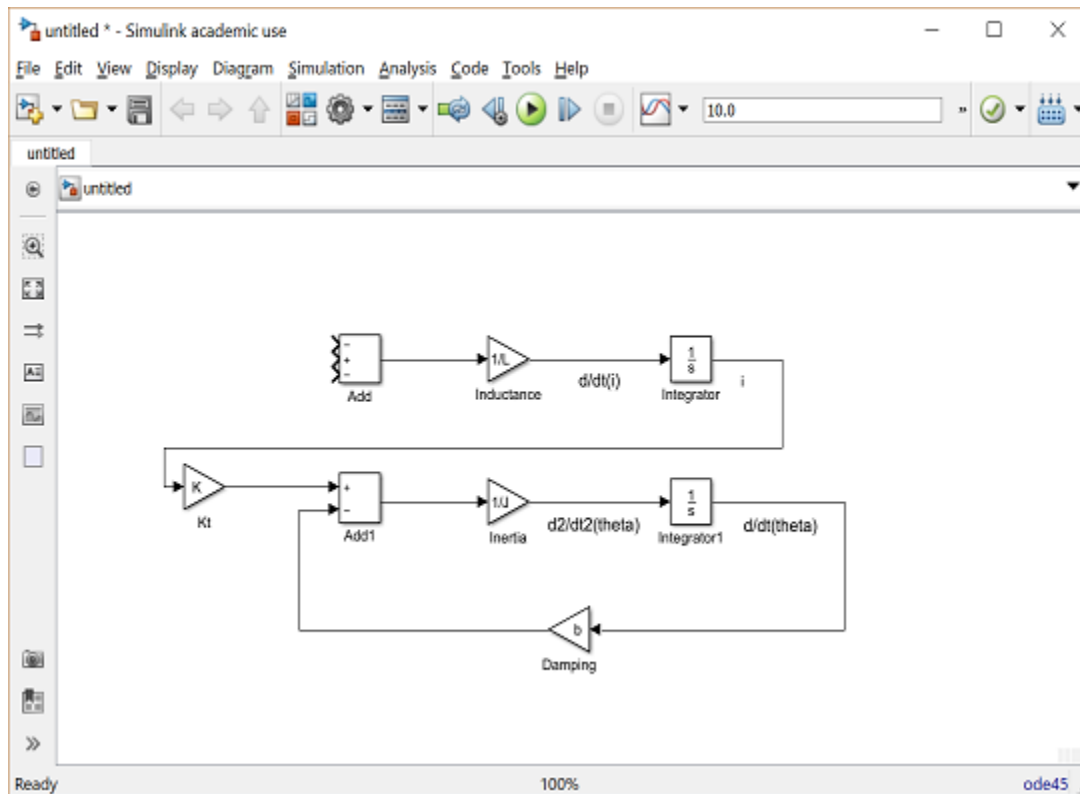 untitled * - Simulink academic use
File Edit View Display Diagram Simulation Analysis Code Tools Help
10.0 »
untitled
untitled
-
+
-
Add
1/L
Inductance
d/dt(i)
1
s
Integrator
i
K
Kt
+
-
Add1
1/J
Inertia
d2/dt2(theta)
1
s
Integrator1
d/dt(theta)
b
Damping
Ready 100% ode45